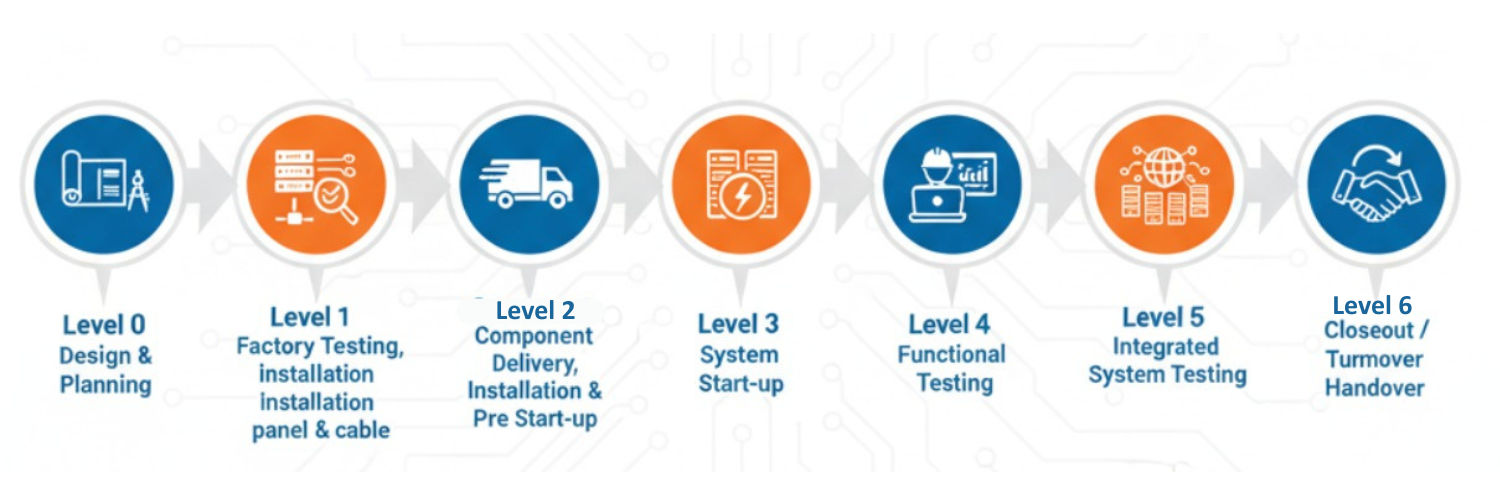 Level 0
Design &
Planning
Level 1
Factory Testing,
installation
installation
panel & cable
Level 2
Component
Delivery,
Installation &
Pre Start-up
Level 3
System
Start-up
Level 4
Functional
Testing
Level 5
Integrated
System Testing
Level 6
Closeout /
Turmover
Handover